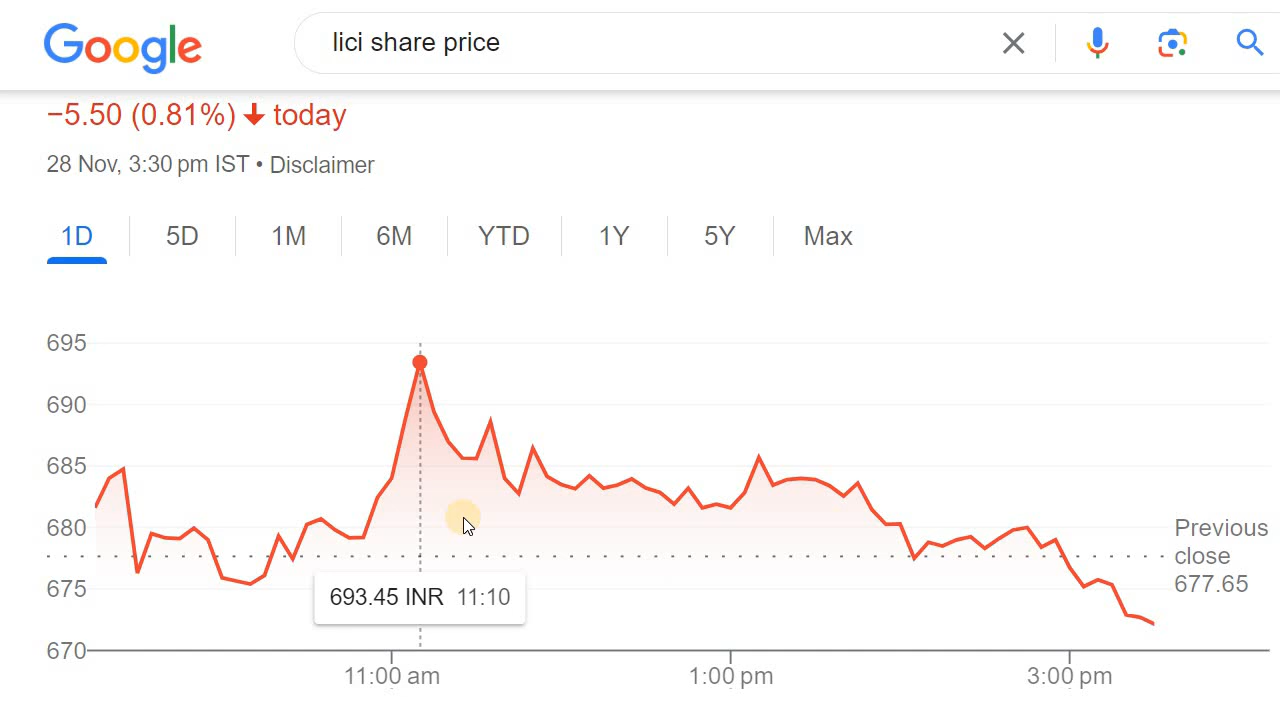 Google
lici share price
−5.50 (0.81%) ↓ today
28 Nov, 3:30 pm IST • Disclaimer
1D 5D 1M 6M YTD 1Y 5Y Max
695
690
685
680
675
670
Previous
close
677.65
693.45 INR 11:10
11:00 am 1:00 pm 3:00 pm